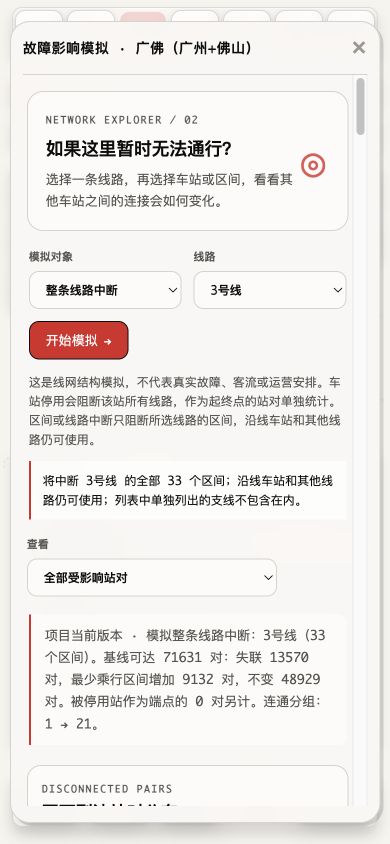 故障影响模拟 · 广佛（广州+佛山）
×
NETWORK EXPLORER / 02
如果这里暂时无法通行？
选择一条线路，再选择车站或区间，看看其
他车站之间的连接会如何变化。
模拟对象 线路
整条线路中断 3号线
开始模拟 →
这是线网结构模拟，不代表真实故障、客流或运营安排。车
站停用会阻断该站所有线路，作为起终点的站对单独统计。
区间或线路中断只阻断所选线路的区间，沿线车站和其他线
路仍可使用。
将中断 3号线 的全部 33 个区间；沿线车站和其他线
路仍可使用；列表中单独列出的支线不包含在内。
查看
全部受影响站对
项目当前版本 · 模拟整条线路中断：3号线（33
个区间）。基线可达 71631 对：失联 13570
对，最少乘行区间增加 9132 对，不变 48929
对。被停用站作为端点的 0 对另计。连通分组：
1 → 21。
DISCONNECTED PAIRS